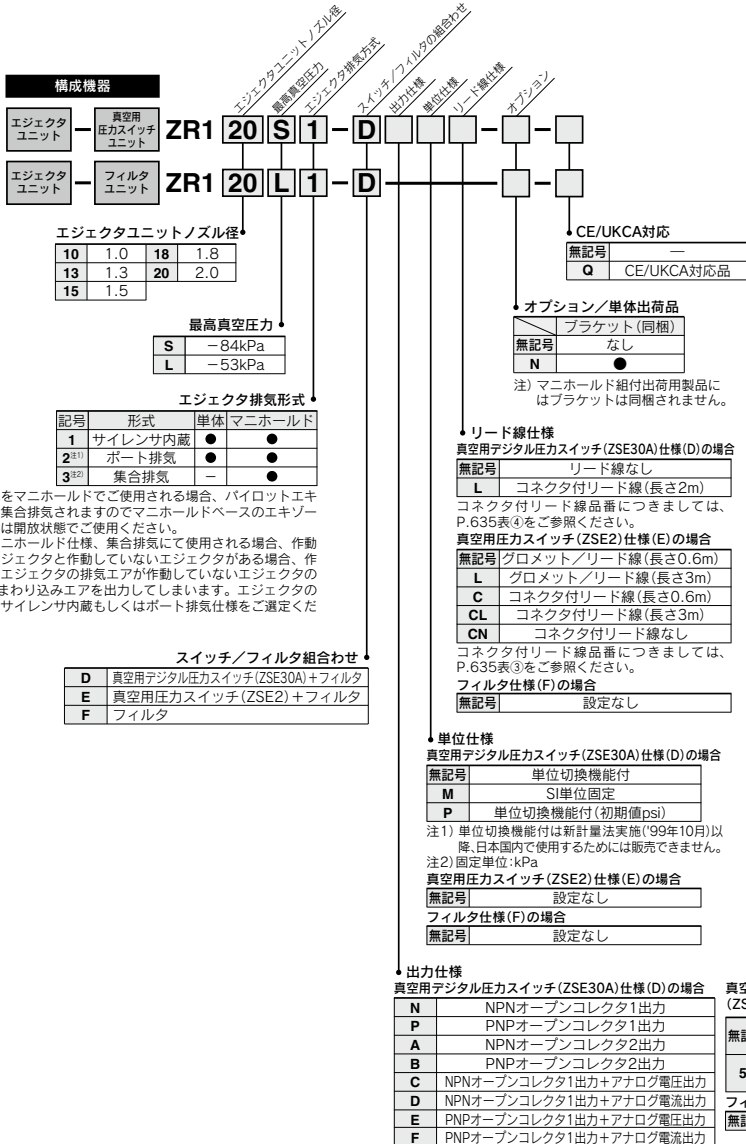 エジェクタユニットノズル径
最高真空圧力
エジェクタ排気方式
スイッチ/フィルタの組合わせ
出力仕様
単位仕様
リード線仕様
オプション
構成機器
エジェクタ
ユニット
真空用
圧力スイッチ
ユニット
ZR1 20 S 1 - D - -
エジェクタ
ユニット
フィルタ
ユニット
ZR1 20 L 1 - D - -
エジェクタユニットノズル径
10 1.0 18 1.8
13 1.3 20 2.0
15 1.5
最高真空圧力
S -84kPa
L -53kPa
エジェクタ排気形式
記号 形式 単体 マニホールド
1 サイレンサ内蔵 ● ●
2注1) ポート排気 ● ●
3注2) 集合排気 - ●
をマニホールドでご使用される場合、パイロットエキ
集合排気されますのでマニホールドベースのエキゾー
は開放状態でご使用ください。
ニホールド仕様、集合排気にて使用される場合、作動
ジェクタと作動していないエジェクタがある場合、作
エジェクタの排気エアが作動していないエジェクタの
まわり込みエアを出力してしまいます。エジェクタの
サイレンサ内蔵もしくはポート排気仕様をご選定くだ
スイッチ/フィルタ組合わせ
D 真空用デジタル圧力スイッチ(ZSE30A)+フィルタ
E 真空用圧力スイッチ(ZSE2)+フィルタ
F フィルタ
CE/UKCA対応
無記号 —
Q CE/UKCA対応品
オプション/単体出荷品
ブラケット(同梱)
無記号 なし
N ●
注) マニホールド組付出荷用製品に
はブラケットは同梱されません。
リード線仕様
真空用デジタル圧力スイッチ(ZSE30A)仕様(D)の場合
無記号 リード線なし
L コネクタ付リード線(長さ2m)
コネクタ付リード線品番につきましては、
P.635表④をご参照ください。
真空用圧力スイッチ(ZSE2)仕様(E)の場合
無記号 グロメット/リード線(長さ0.6m)
L グロメット/リード線(長さ3m)
C コネクタ付リード線(長さ0.6m)
CL コネクタ付リード線(長さ3m)
CN コネクタ付リード線なし
コネクタ付リード線品番につきましては、
P.635表③をご参照ください。
フィルタ仕様(F)の場合
無記号 設定なし
単位仕様
真空用デジタル圧力スイッチ(ZSE30A)仕様(D)の場合
無記号 単位切換機能付
M SI単位固定
P 単位切換機能付(初期値psi)
注1) 単位切換機能付は新計量法実施('99年10月)以
降、日本国内で使用するためには販売できません。
注2) 固定単位:kPa
真空用圧力スイッチ(ZSE2)仕様(E)の場合
無記号 設定なし
フィルタ仕様(F)の場合
無記号 設定なし
出力仕様
真空用デジタル圧力スイッチ(ZSE30A)仕様(D)の場合
N NPNオープンコレクタ1出力
P PNPオープンコレクタ1出力
A NPNオープンコレクタ2出力
B PNPオープンコレクタ2出力
C NPNオープンコレクタ1出力+アナログ電圧出力
D NPNオープンコレクタ1出力+アナログ電流出力
E PNPオープンコレクタ1出力+アナログ電圧出力
F PNPオープンコレクタ1出力+アナログ電流出力
真空
(ZS
無記
5
フィ
無記